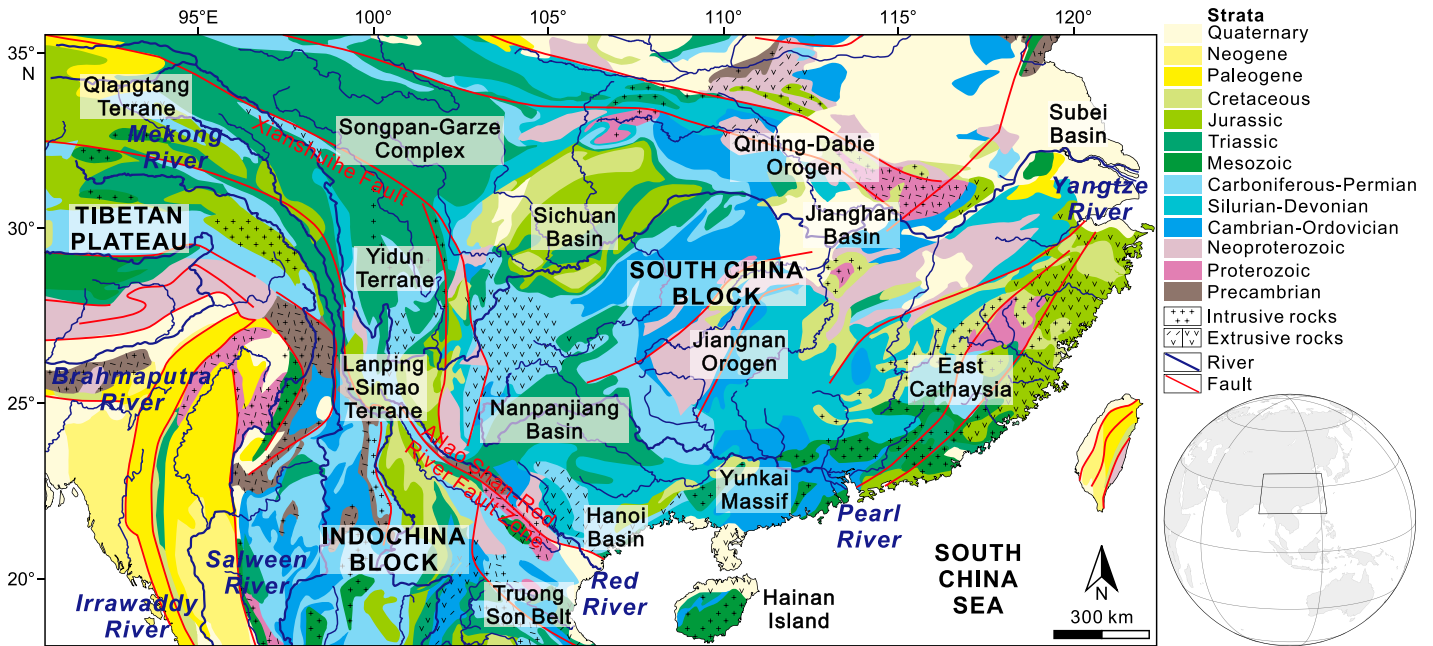 95°E
100°
105°
110°
115°
120°
35°
N
30°
25°
20°
Qiangtang
Terrane
Mekong
River
Xianshuihe Fault
Songpan-Garze
Complex
Subei
Basin
Qinling-Dabie
Orogen
Yangtze
River
TIBETAN
PLATEAU
Sichuan
Basin
Jianghan
Basin
Yidun
Terrane
SOUTH CHINA
BLOCK
Jiangnan
Orogen
Brahmaputra
River
Lanping
-Simao
Terrane
East
Cathaysia
Nanpanjiang
Basin
Ailao Shan-Red
River Fault Zone
Yunkai
Massif
Hanoi
Basin
Pearl
River
INDOCHINA
BLOCK
Salween
River
Red
River
SOUTH
CHINA
SEA
Irrawaddy
River
Truong
Son Belt
Hainan
Island
N
300 km
Strata
Quaternary
Neogene
Paleogene
Cretaceous
Jurassic
Triassic
Mesozoic
Carboniferous-Permian
Silurian-Devonian
Cambrian-Ordovician
Neoproterozoic
Proterozoic
Precambrian
Intrusive rocks
Extrusive rocks
River
Fault